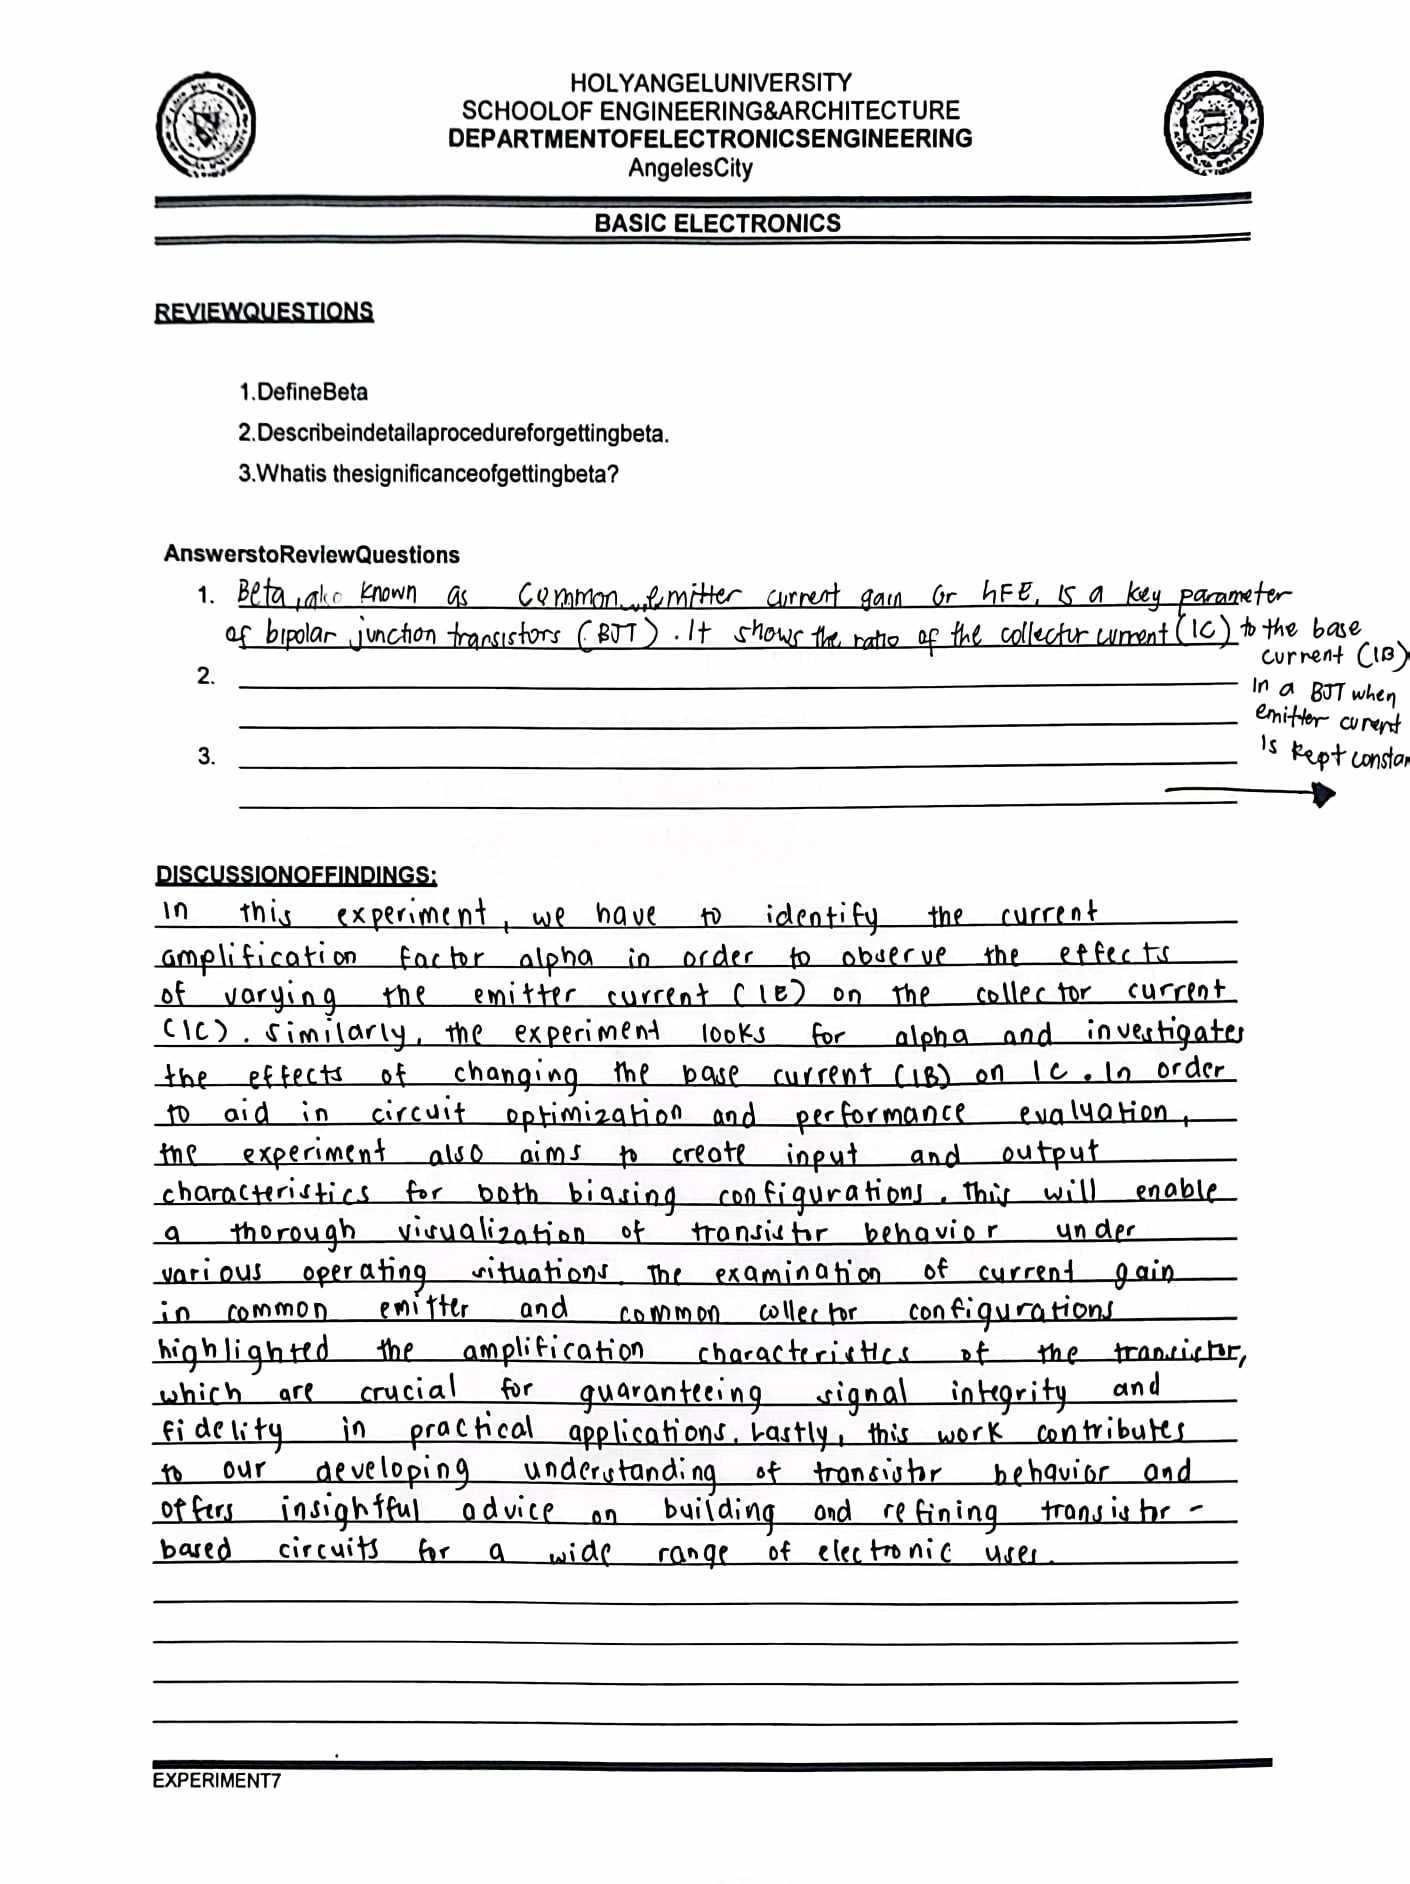 HOLYANGELUNIVERSITY
SCHOOLOF ENGINEERING&ARCHITECTURE
DEPARTMENTOFELECTRONICSENGINEERING
AngelesCity
BASIC ELECTRONICS
REVIEWQUESTIONS
1.DefineBeta
2.Describeindetailaprocedureforgettingbeta.
3.Whatis thesignificanceofgettingbeta?
AnswerstoReviewQuestions
1. Beta, also known as common emitter current gain or hFE, is a key parameter
of bipolar junction transistors (BJT). It shows the ratio of the collector current (IC) to the base
current (IB)
in a BJT when
emitter curent
is kept constan
2.
3.
DISCUSSIONOFFINDINGS:
In this experiment, we have to identify the current
amplification factor alpha in order to observe the effects
of varying the emitter current (IE) on the collector current
(IC). Similarly, the experiment looks for alpha and investigates
the effects of changing the base current (IB) on IC. In order
to aid in circuit optimization and performance evaluation,
the experiment also aims to create input and output
characteristics for both biasing configurations. This will enable
a thorough visualization of transistor behavior under
various operating situations. The examination of current gain
in common emitter and common collector configurations
highlighted the amplification characteristics of the transistor,
which are crucial for guaranteeing signal integrity and
fidelity in practical applications. Lastly, this work contributes
to our developing understanding of transistor behavior and
offers insightful advice on building and refining transistor-
based circuits for a wide range of electronic uses.
EXPERIMENT7